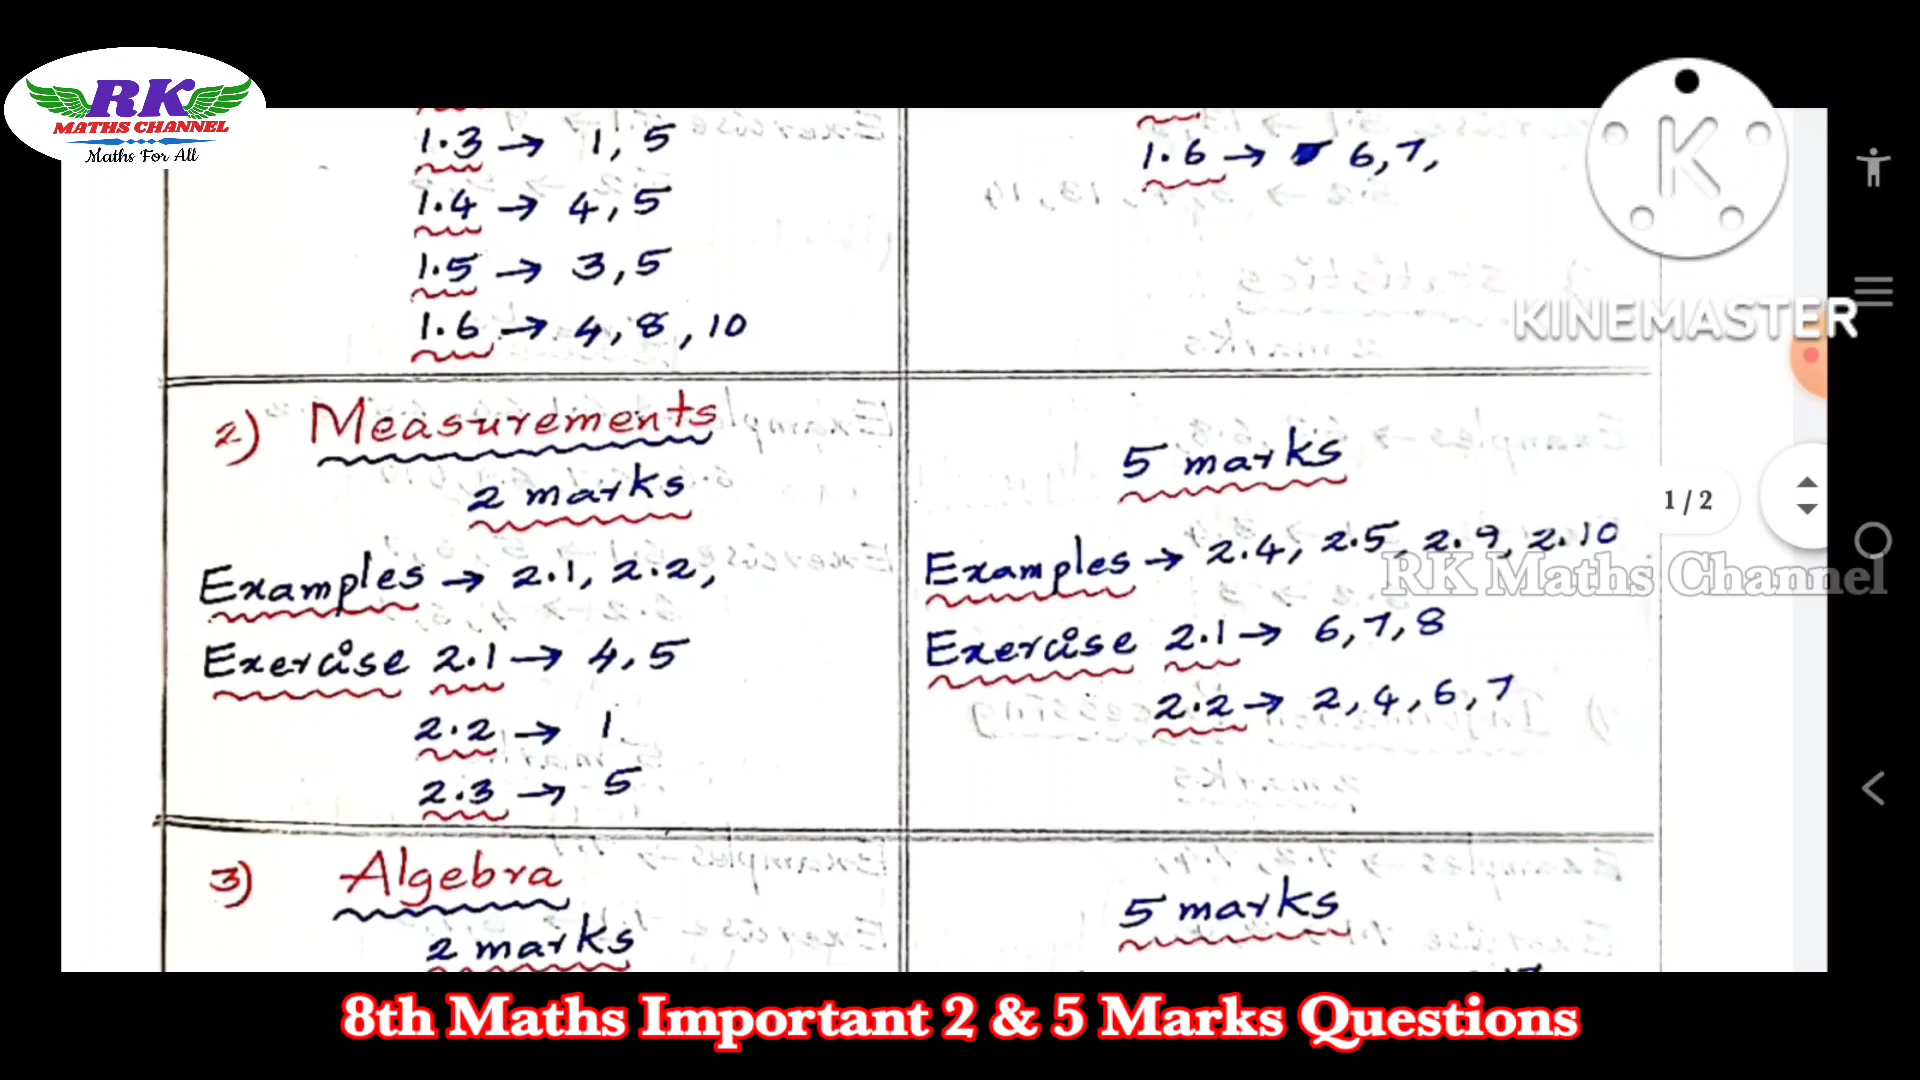 RK
MATHS CHANNEL
Maths For All
1.3 → 1, 5
1.4 → 4, 5
1.5 → 3, 5
1.6 → 4, 8, 10
1.6 → 6, 7,
K
KINEMASTER
2) Measurements
2 marks
Examples → 2.1, 2.2,
Exercise 2.1 → 4, 5
2.2 → 1
2.3 → 5
5 marks
Examples → 2.4, 2.5, 2.9, 2.10
Exercise 2.1 → 6, 7, 8
2.2 → 2, 4, 6, 7
1 / 2
RK Maths Channel
3) Algebra
2 marks
5 marks
8th Maths Important 2 & 5 Marks Questions